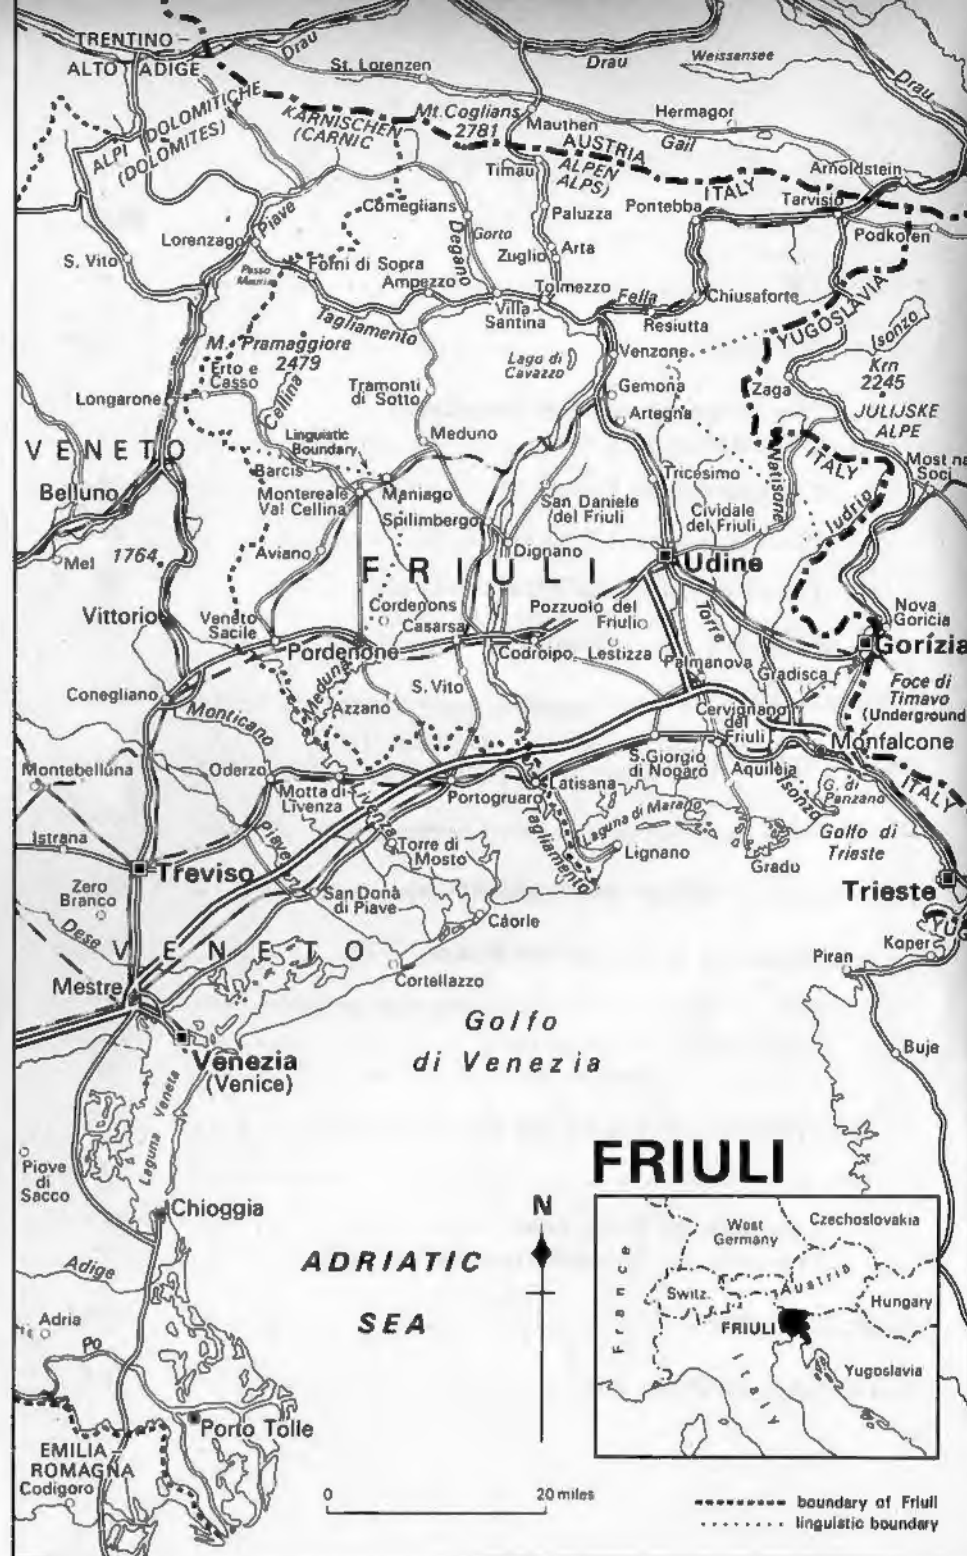 TRENTINO –
ALTO ADIGE
Drau
St. Lorenzen
Drau
Weissensee
Drau
ALPI DOLOMITICHE
(DOLOMITES)
KARNISCHEN
(CARNIC
Mt. Coglians
2781
Mauthen
Hermagor
Gail
AUSTRIA
ALPEN
ALPS)
Timau
ITALY
Arnoldstein
Tarvisio
Podkoren
Pontebba
Comeglians
Paluzza
Piave
Lorenzago
S. Vito
Degano
Gorto
Zuglio
Arta
Forni di Sopra
Ampezzo
Tolmezzo
Villa
Santina
Fella
Chiusaforte
Resiutta
YUGOSLAVIA
Isonzo
Krn
2245
Tagliamento
M. Pramaggiore
2479
Lago di
Cavazzo
Venzone
Erto e
Casso
Cellina
Tramonti
di Sotto
Gemona
Zaga
Longarone
Artegna
JULIJSKE
ALPE
VENETO
Linguistic
Boundary
Meduno
Natisone
ITALY
Most na
Soci
Belluno
Barcis
Tricesimo
Montereale
Val Cellina
Maniago
San Daniele
del Friuli
Cividale
del Friuli
Iudrio
Spilimbergo
Mel
1764
Aviano
Dignano
FRIULI
Udine
Vittorio
Veneto
Sacile
Cordenons
Casarsa
Pozzuolo del
Friuli
Torre
Nova
Goricia
Pordenone
Codroipo
Lestizza
Palmanova
Gorízia
Gradisca
Foce di
Timavo
(Underground
Conegliano
Meduna
S. Vito
Azzano
Monticano
Cervignano
del
Friuli
Monfalcone
Montebellüna
Oderzo
Motta di
Livenza
Livenza
Portogruaro
Latisana
S. Giorgio
di Nogaro
Aquilèia
Isonzo
G. di
Panzano
ITALY
Istrana
Piave
Torre di
Mosto
Tagliamento
Laguna di Marano
Lignano
Gradu
Golfo di
Trieste
Treviso
Zero
Branco
San Donà
di Piave
Trieste
Dese
Càorle
VENETO
Koper
YUG
Piran
Mestre
Cortellazzo
Golfo
di Venezia
Buje
Venezia
(Venice)
Laguna Veneta
Piove
di
Sacco
Chioggia
FRIULI
N
West
Germany
Czechoslovakia
France
Switz.
Austria
Hungary
FRIULI
Italy
Yugoslavia
ADRIATIC
SEA
Adige
Adria
Po
Porto Tolle
EMILIA –
ROMAGNA
Codigoro
0 20 miles
boundary of Friuli
linguistic boundary